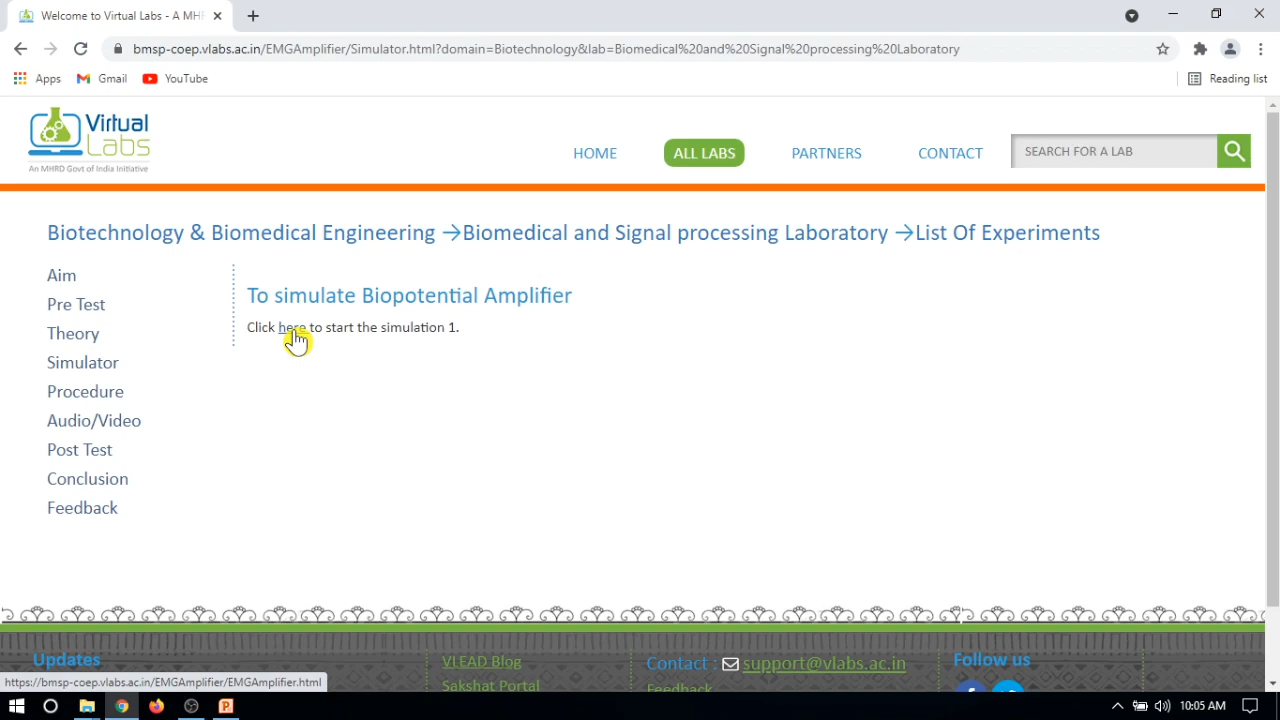 Welcome to Virtual Labs - A MHR
bmsp-coep.vlabs.ac.in/EMGAmplifier/Simulator.html?domain=Biotechnology&lab=Biomedical%20and%20Signal%20processing%20Laboratory
Apps Gmail YouTube Reading list
Virtual
Labs
An MHRD Govt of India Initiative
HOME ALL LABS PARTNERS CONTACT SEARCH FOR A LAB
Biotechnology & Biomedical Engineering →Biomedical and Signal processing Laboratory →List Of Experiments
Aim
Pre Test
Theory
Simulator
Procedure
Audio/Video
Post Test
Conclusion
Feedback
To simulate Biopotential Amplifier
Click here to start the simulation 1.
Updates
VLEAD Blog
Sakshat Portal
Contact : support@vlabs.ac.in
Feedback
Follow us
https://bmsp-coep.vlabs.ac.in/EMGAmplifier/EMGAmplifier.html
10:05 AM